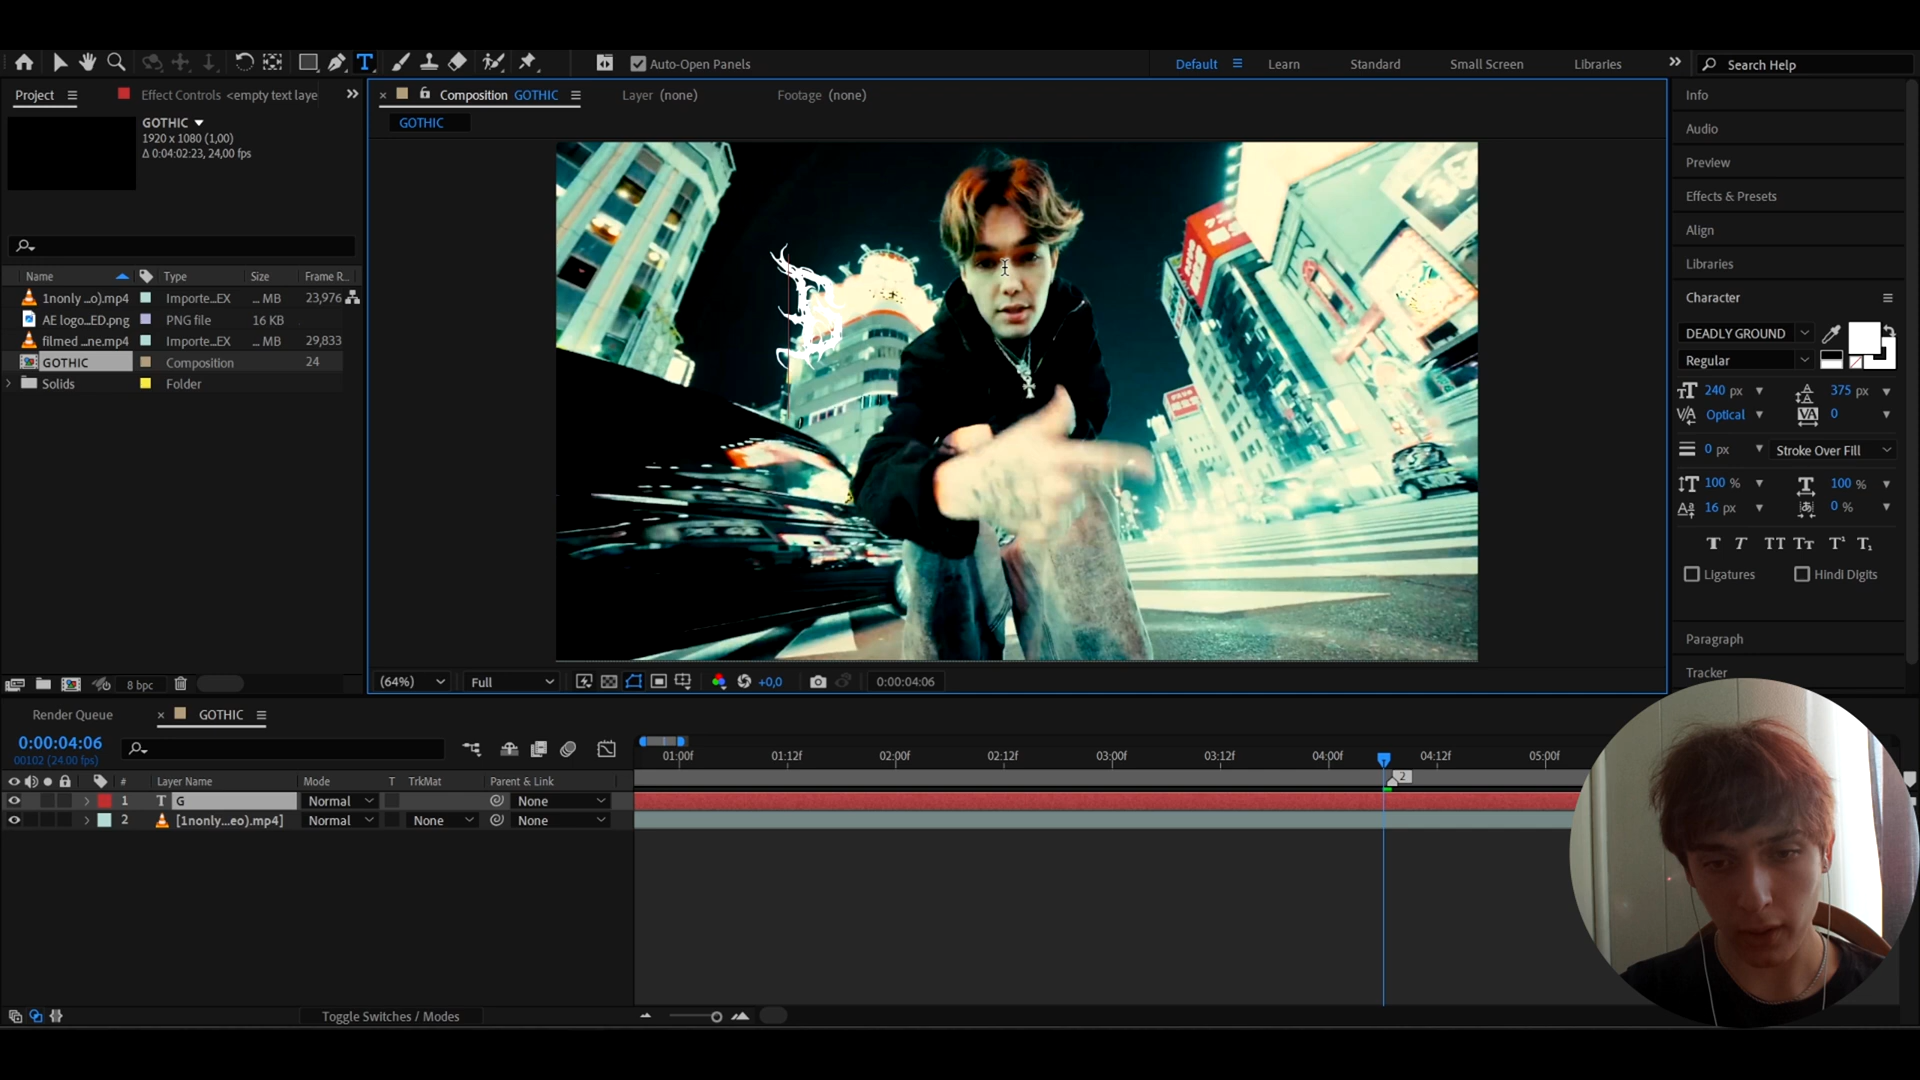 Auto-Open Panels
Default
Learn
Standard
Small Screen
Libraries
Search Help
Project
Effect Controls <empty text laye
Composition GOTHIC
Layer (none)
Footage (none)
GOTHIC
GOTHIC
1920 x 1080 (1,00)
Δ 0:04:02:23, 24,00 fps
Name
Type
Size
Frame R...
1nonly ...o).mp4
Importe...EX
... MB
23,976
AE logo...ED.png
PNG file
16 KB
filmed ...ne.mp4
Importe...EX
... MB
29,833
GOTHIC
Composition
24
Solids
Folder
8 bpc
(64%)
Full
+0,0
0:00:04:06
Info
Audio
Preview
Effects & Presets
Align
Libraries
Character
DEADLY GROUND
Regular
240 px
375 px
Optical
0
0 px
Stroke Over Fill
100 %
100 %
16 px
0 %
Ligatures
Hindi Digits
Paragraph
Tracker
Render Queue
GOTHIC
0:00:04:06
00102 (24.00 fps)
# Layer Name
Mode
T TrkMat
Parent & Link
1 T G
Normal
None
2 [1nonly...eo).mp4]
Normal
None
None
01:00f
01:12f
02:00f
02:12f
03:00f
03:12f
04:00f
04:12f
05:00f
2
Toggle Switches / Modes